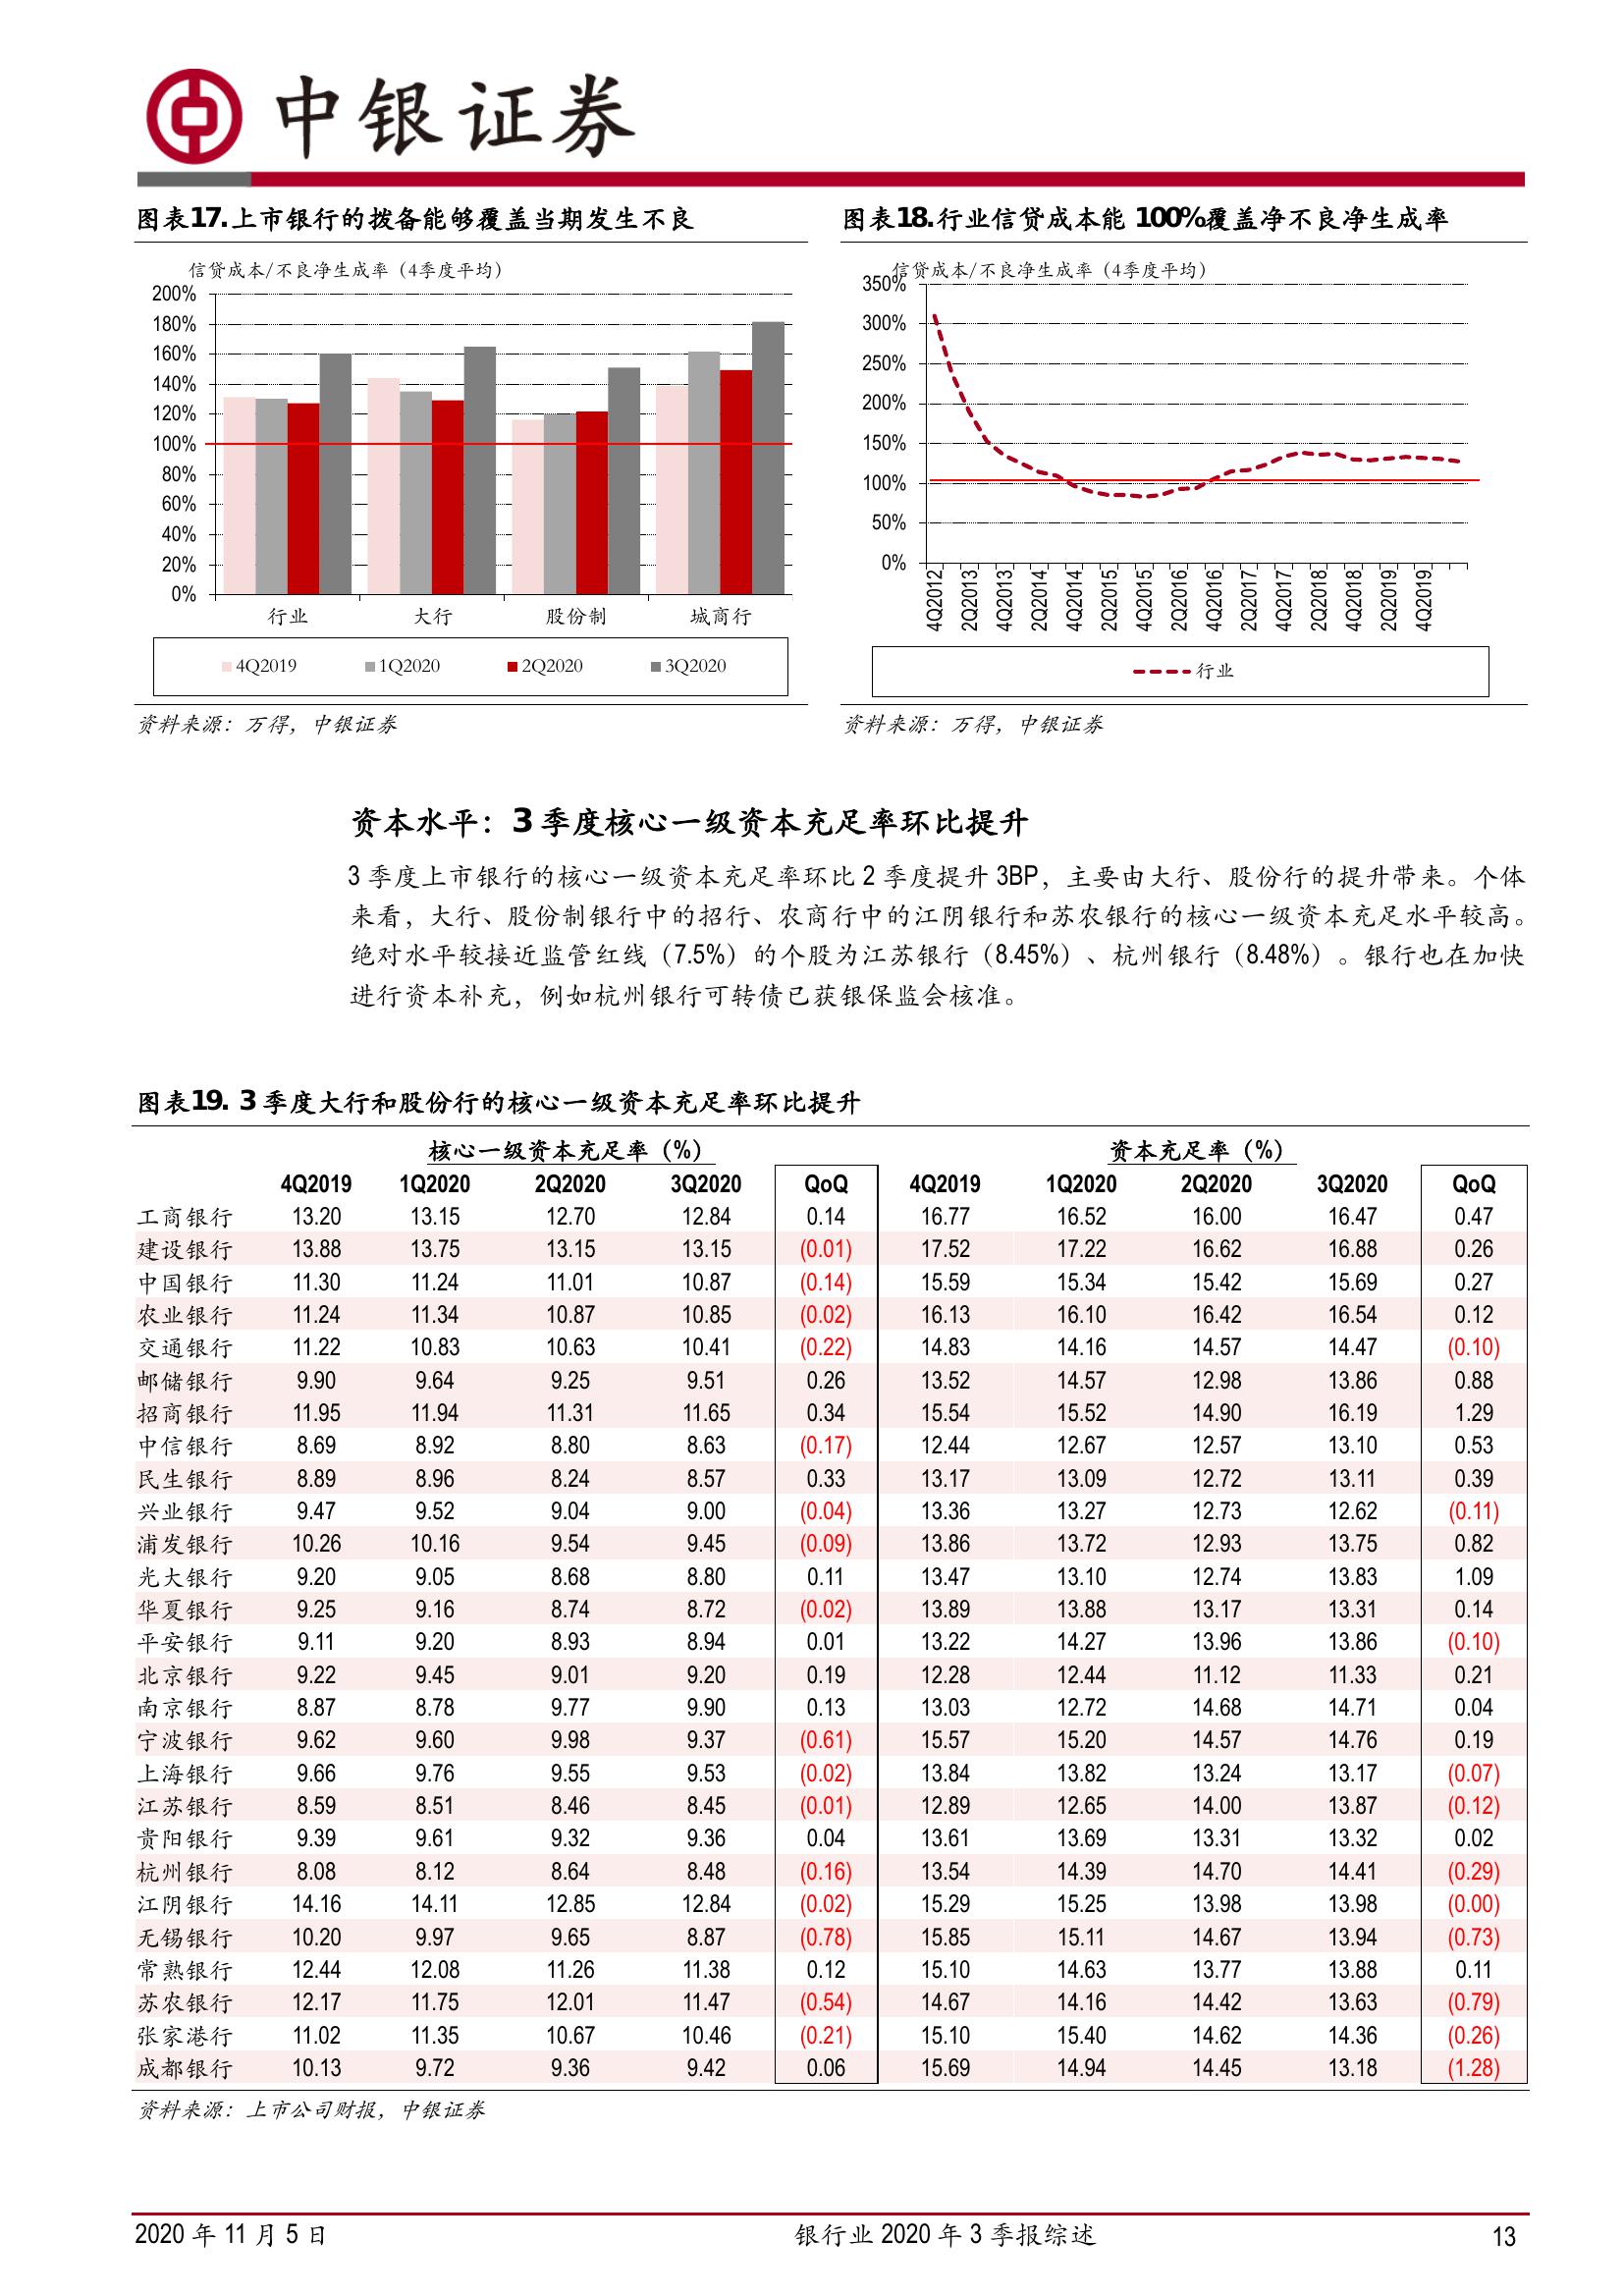 中银证券
图表17.上市银行的拨备能够覆盖当期发生不良
信贷成本/不良净生成率（4季度平均）
200%
180%
160%
140%
120%
100%
80%
60%
40%
20%
0%
行业 大行 股份制 城商行
4Q2019 1Q2020 2Q2020 3Q2020
资料来源：万得，中银证券
图表18.行业信贷成本能 100%覆盖净不良净生成率
信贷成本/不良净生成率（4季度平均）
350%
300%
250%
200%
150%
100%
50%
0%
4Q2012 2Q2013 4Q2013 2Q2014 4Q2014 2Q2015 4Q2015 2Q2016 4Q2016 2Q2017 4Q2017 2Q2018 4Q2018 2Q2019 4Q2019
行业
资料来源：万得，中银证券
资本水平：3 季度核心一级资本充足率环比提升
3 季度上市银行的核心一级资本充足率环比 2 季度提升 3BP，主要由大行、股份行的提升带来。个体
来看，大行、股份制银行中的招行、农商行中的江阴银行和苏农银行的核心一级资本充足水平较高。
绝对水平较接近监管红线（7.5%）的个股为江苏银行（8.45%）、杭州银行（8.48%）。银行也在加快
进行资本补充，例如杭州银行可转债已获银保监会核准。
图表19. 3 季度大行和股份行的核心一级资本充足率环比提升
核心一级资本充足率（%） 资本充足率（%）
4Q2019 1Q2020 2Q2020 3Q2020 QoQ 4Q2019 1Q2020 2Q2020 3Q2020 QoQ
工商银行 13.20 13.15 12.70 12.84 0.14 16.77 16.52 16.00 16.47 0.47
建设银行 13.88 13.75 13.15 13.15 (0.01) 17.52 17.22 16.62 16.88 0.26
中国银行 11.30 11.24 11.01 10.87 (0.14) 15.59 15.34 15.42 15.69 0.27
农业银行 11.24 11.34 10.87 10.85 (0.02) 16.13 16.10 16.42 16.54 0.12
交通银行 11.22 10.83 10.63 10.41 (0.22) 14.83 14.16 14.57 14.47 (0.10)
邮储银行 9.90 9.64 9.25 9.51 0.26 13.52 14.57 12.98 13.86 0.88
招商银行 11.95 11.94 11.31 11.65 0.34 15.54 15.52 14.90 16.19 1.29
中信银行 8.69 8.92 8.80 8.63 (0.17) 12.44 12.67 12.57 13.10 0.53
民生银行 8.89 8.96 8.24 8.57 0.33 13.17 13.09 12.72 13.11 0.39
兴业银行 9.47 9.52 9.04 9.00 (0.04) 13.36 13.27 12.73 12.62 (0.11)
浦发银行 10.26 10.16 9.54 9.45 (0.09) 13.86 13.72 12.93 13.75 0.82
光大银行 9.20 9.05 8.68 8.80 0.11 13.47 13.10 12.74 13.83 1.09
华夏银行 9.25 9.16 8.74 8.72 (0.02) 13.89 13.88 13.17 13.31 0.14
平安银行 9.11 9.20 8.93 8.94 0.01 13.22 14.27 13.96 13.86 (0.10)
北京银行 9.22 9.45 9.01 9.20 0.19 12.28 12.44 11.12 11.33 0.21
南京银行 8.87 8.78 9.77 9.90 0.13 13.03 12.72 14.68 14.71 0.04
宁波银行 9.62 9.60 9.98 9.37 (0.61) 15.57 15.20 14.57 14.76 0.19
上海银行 9.66 9.76 9.55 9.53 (0.02) 13.84 13.82 13.24 13.17 (0.07)
江苏银行 8.59 8.51 8.46 8.45 (0.01) 12.89 12.65 14.00 13.87 (0.12)
贵阳银行 9.39 9.61 9.32 9.36 0.04 13.61 13.69 13.31 13.32 0.02
杭州银行 8.08 8.12 8.64 8.48 (0.16) 13.54 14.39 14.70 14.41 (0.29)
江阴银行 14.16 14.11 12.85 12.84 (0.02) 15.29 15.25 13.98 13.98 (0.00)
无锡银行 10.20 9.97 9.65 8.87 (0.78) 15.85 15.11 14.67 13.94 (0.73)
常熟银行 12.44 12.08 11.26 11.38 0.12 15.10 14.63 13.77 13.88 0.11
苏农银行 12.17 11.75 12.01 11.47 (0.54) 14.67 14.16 14.42 13.63 (0.79)
张家港行 11.02 11.35 10.67 10.46 (0.21) 15.10 15.40 14.62 14.36 (0.26)
成都银行 10.13 9.72 9.36 9.42 0.06 15.69 14.94 14.45 13.18 (1.28)
资料来源：上市公司财报，中银证券
2020 年 11 月 5 日 银行业 2020 年 3 季报综述 13